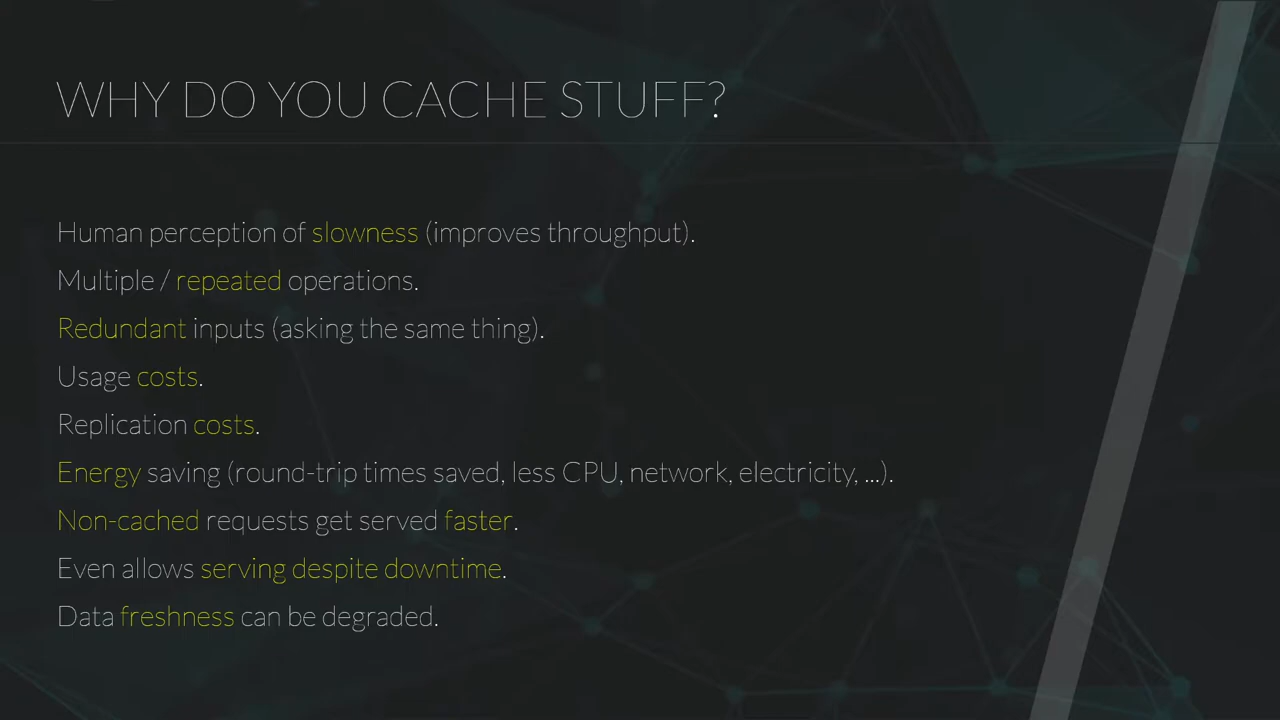 WHY DO YOU CACHE STUFF?
Human perception of slowness (improves throughput).
Multiple / repeated operations.
Redundant inputs (asking the same thing).
Usage costs.
Replication costs.
Energy saving (round-trip times saved, less CPU, network, electricity, ...).
Non-cached requests get served faster.
Even allows serving despite downtime.
Data freshness can be degraded.